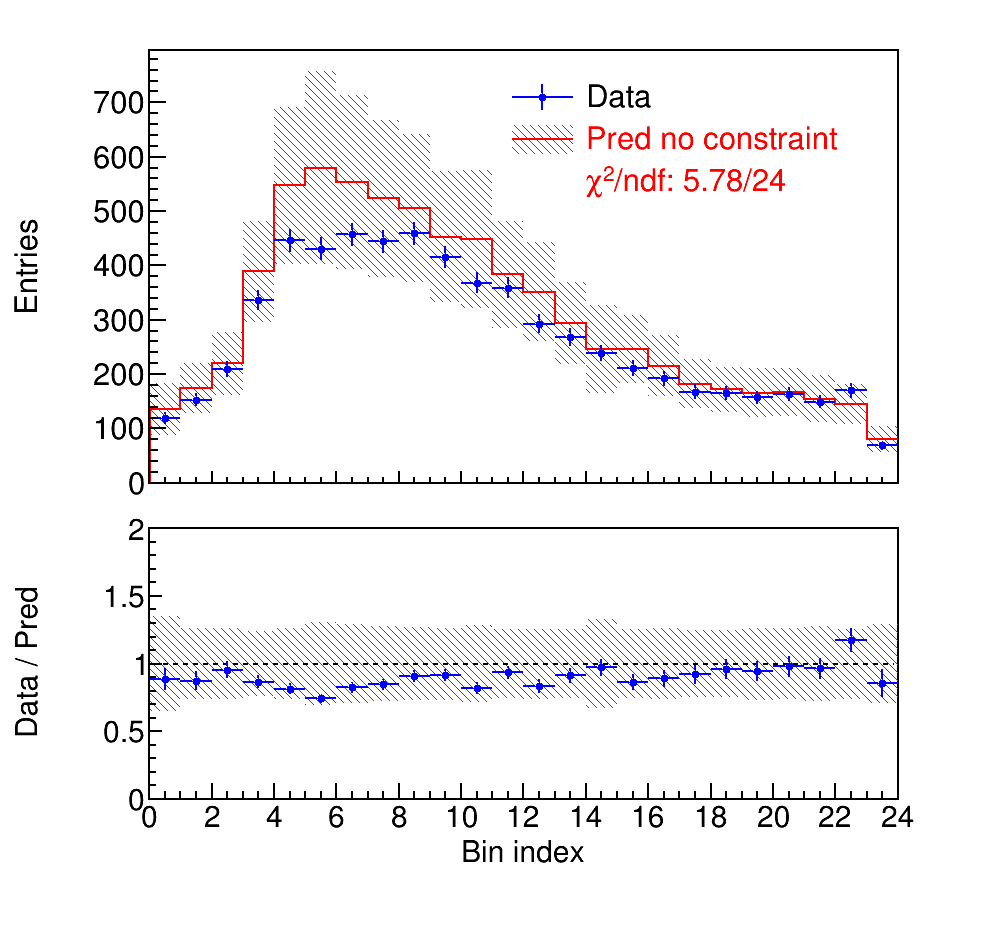 Entries
700
600
500
400
300
200
100
0
Data
Pred no constraint
χ²/ndf: 5.78/24
Data / Pred
2
1.5
1
0.5
0
0 2 4 6 8 10 12 14 16 18 20 22 24
Bin index